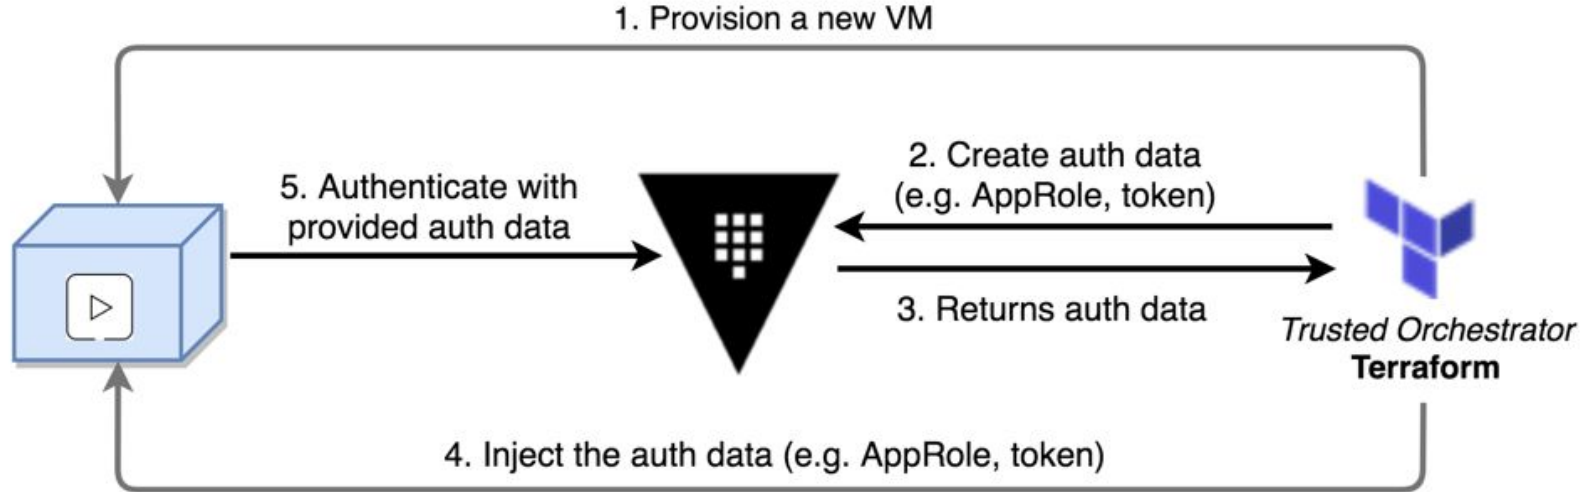 1. Provision a new VM
5. Authenticate with
provided auth data
2. Create auth data
(e.g. AppRole, token)
3. Returns auth data
Trusted Orchestrator
Terraform
4. Inject the auth data (e.g. AppRole, token)